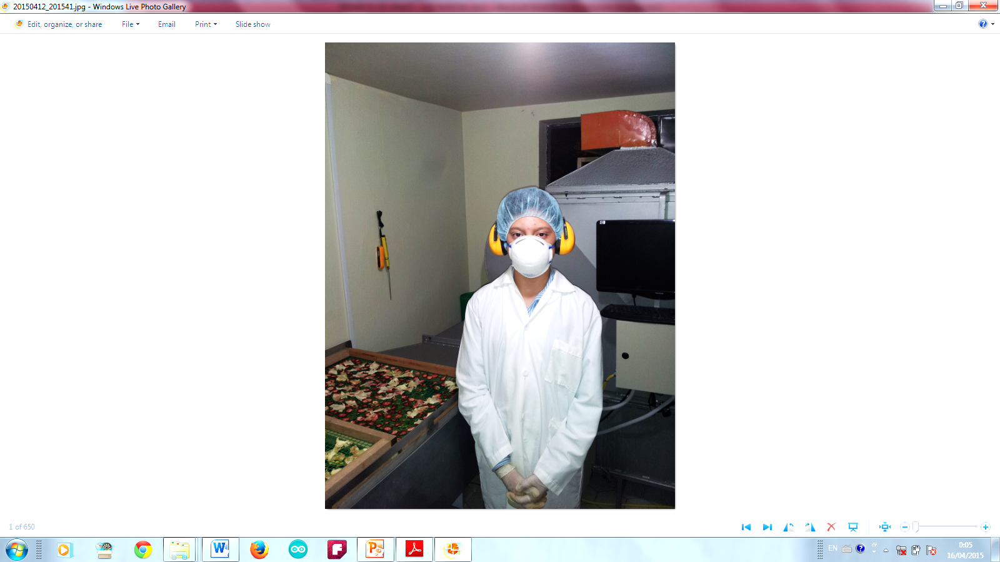 20150412_201541.jpg - Windows Live Photo Gallery
Edit, organize, or share File Email Print Slide show
1 of 650
EN
0:05
16/04/2015